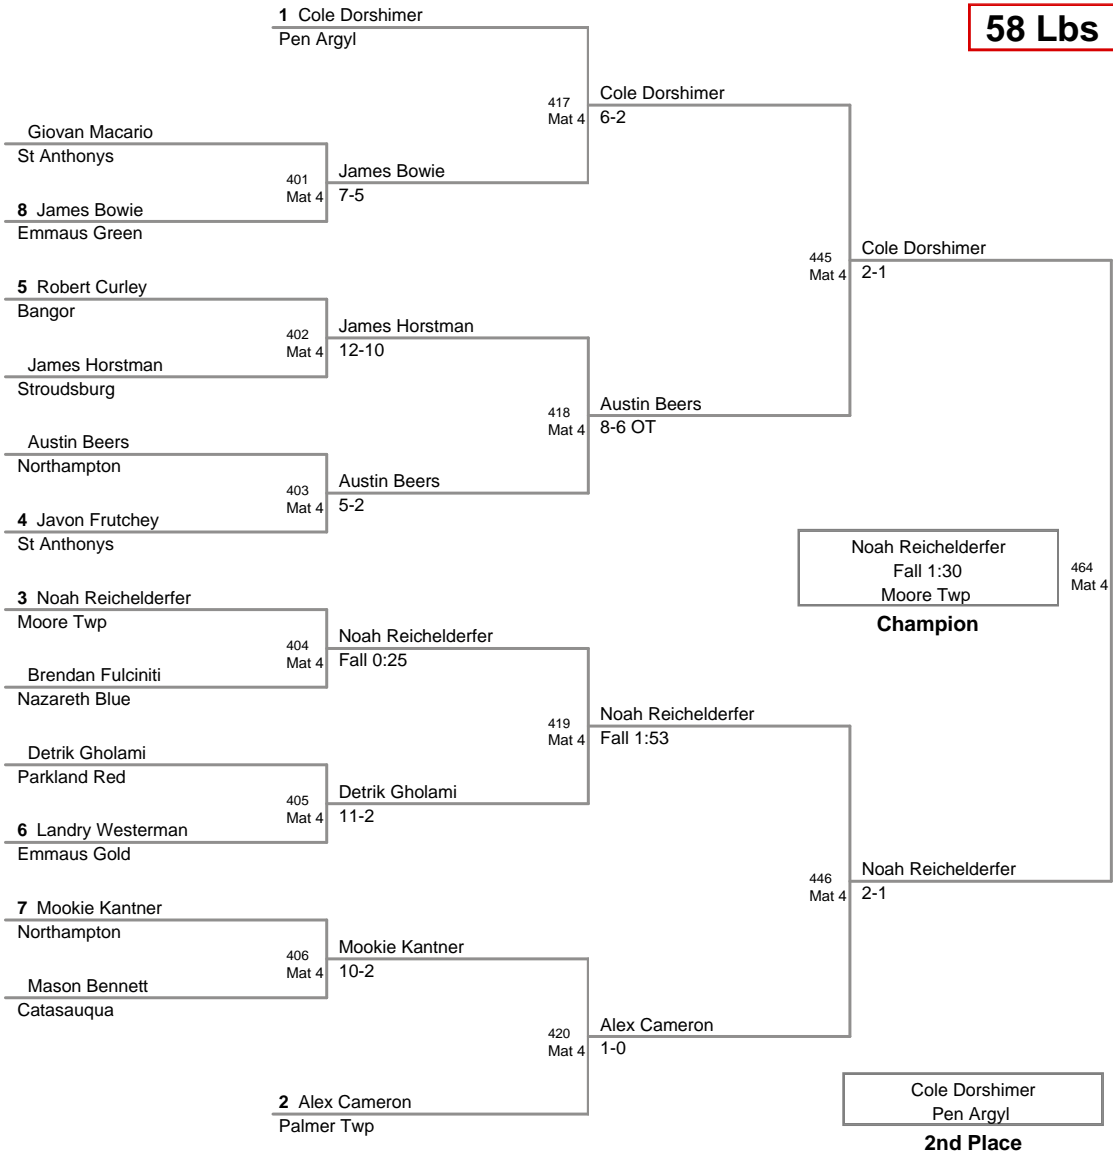 1 Cole Dorshimer
Pen Argyl
58 Lbs
417
Mat 4
Cole Dorshimer
6-2
Giovan Macario
St Anthonys
401
Mat 4
James Bowie
7-5
8 James Bowie
Emmaus Green
445
Mat 4
Cole Dorshimer
2-1
5 Robert Curley
Bangor
402
Mat 4
James Horstman
12-10
James Horstman
Stroudsburg
418
Mat 4
Austin Beers
8-6 OT
Austin Beers
Northampton
403
Mat 4
Austin Beers
5-2
4 Javon Frutchey
St Anthonys
Noah Reichelderfer
Fall 1:30
Moore Twp
Champion
464
Mat 4
3 Noah Reichelderfer
Moore Twp
404
Mat 4
Noah Reichelderfer
Fall 0:25
Brendan Fulciniti
Nazareth Blue
419
Mat 4
Noah Reichelderfer
Fall 1:53
Detrik Gholami
Parkland Red
405
Mat 4
Detrik Gholami
11-2
6 Landry Westerman
Emmaus Gold
446
Mat 4
Noah Reichelderfer
2-1
7 Mookie Kantner
Northampton
406
Mat 4
Mookie Kantner
10-2
Mason Bennett
Catasauqua
420
Mat 4
Alex Cameron
1-0
2 Alex Cameron
Palmer Twp
Cole Dorshimer
Pen Argyl
2nd Place